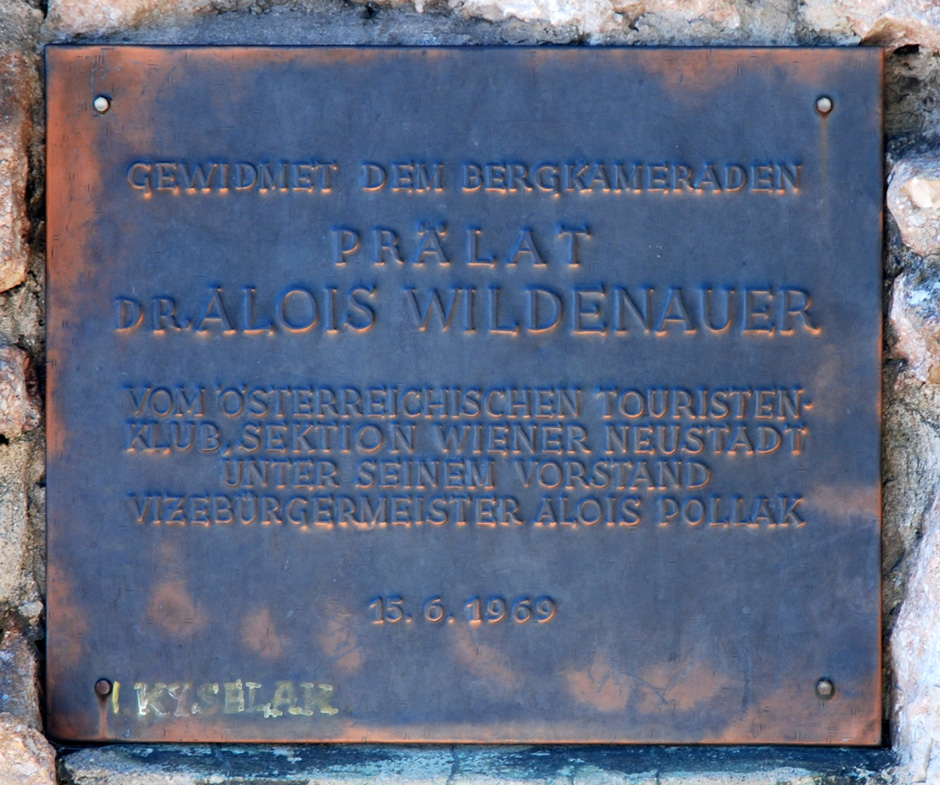 GEWIDMET DEM BERGKAMERADEN
PRÄLAT
DR. ALOIS WILDENAUER
VOM ÖSTERREICHISCHEN TOURISTEN-
KLUB, SEKTION WIENER NEUSTADT
UNTER SEINEM VORSTAND
VIZEBÜRGERMEISTER ALOIS POLLAK
15. 6. 1969
KYSELAK